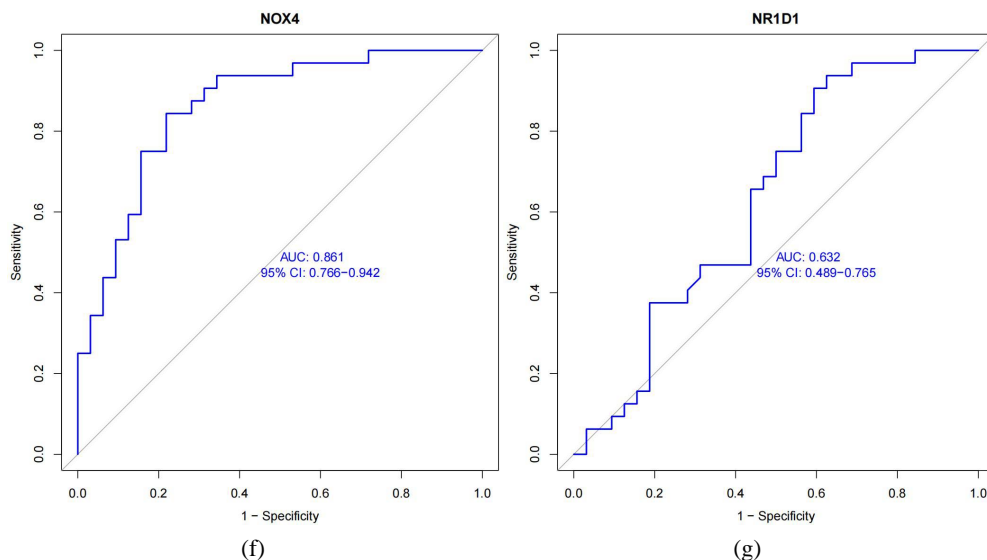 NOX4
1.0
0.8
0.6
0.4
0.2
0.0
Sensitivity
AUC: 0.861
95% CI: 0.766−0.942
0.0 0.2 0.4 0.6 0.8 1.0
1 − Specificity
(f)
NR1D1
1.0
0.8
0.6
0.4
0.2
0.0
Sensitivity
AUC: 0.632
95% CI: 0.489−0.765
0.0 0.2 0.4 0.6 0.8 1.0
1 − Specificity
(g)